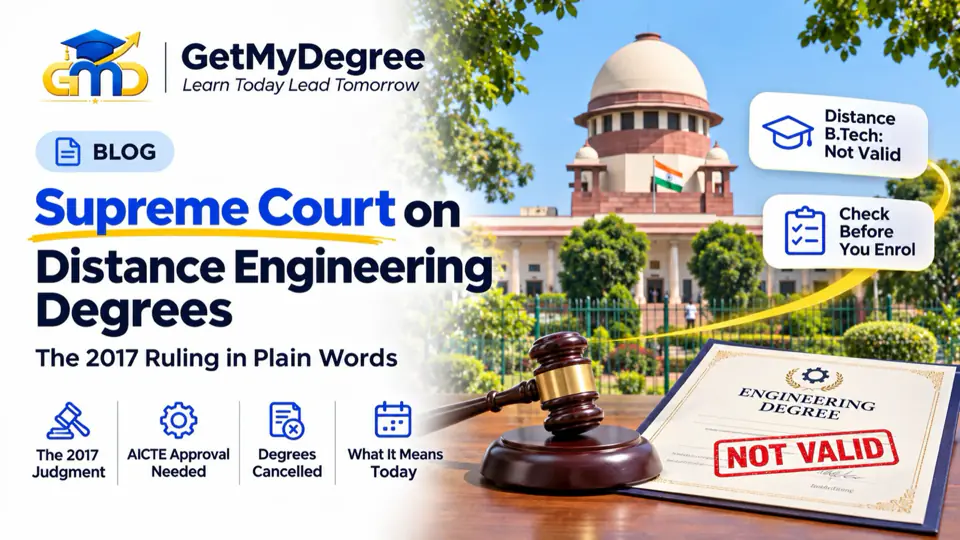 GMD
GetMyDegree
Learn Today Lead Tomorrow
BLOG
Supreme Court on
Distance Engineering
Degrees
The 2017 Ruling in Plain Words
The 2017
Judgment
AICTE Approval
Needed
Degrees
Cancelled
What It Means
Today
Distance
B.Tech:
Not Valid
Check
Before
You Enrol
ENGINEERING
DEGREE
NOT VALID